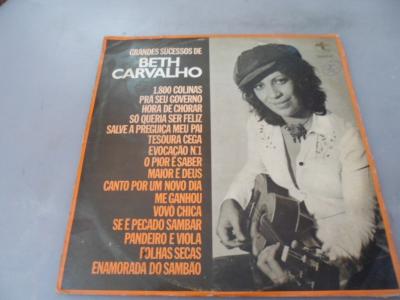 GRANDES SUCESSOS DE
BETH
CARVALHO
1.800 COLINAS
PRÁ SEU GOVERNO
HORA DE CHORAR
SÓ QUERIA SER FELIZ
SALVE A PREGUIÇA MEU PAI
TESOURA CEGA
EVOCAÇÃO N.1
O PIOR É SABER
MAIOR É DEUS
CANTO POR UM NOVO DIA
ME GANHOU
VOVÓ CHICA
SE É PECADO SAMBAR
PANDEIRO E VIOLA
FOLHAS SECAS
ENAMORADA DO SAMBÃO